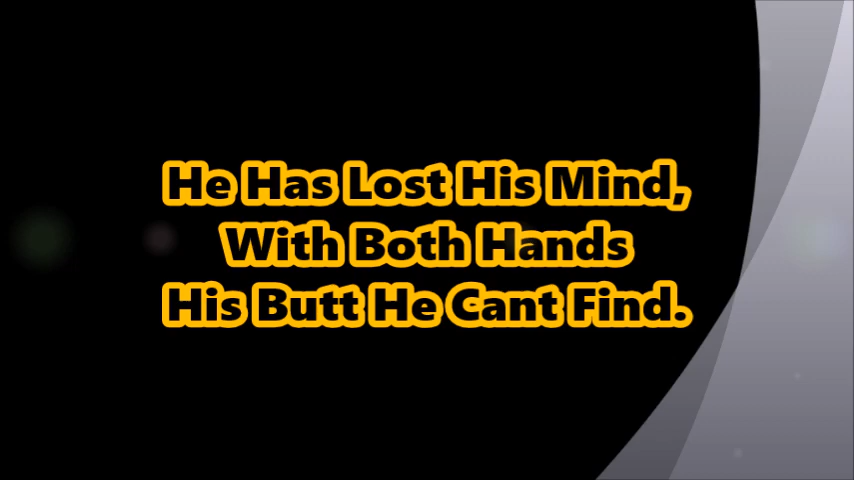 He Has Lost His Mind,
With Both Hands
His Butt He Cant Find.